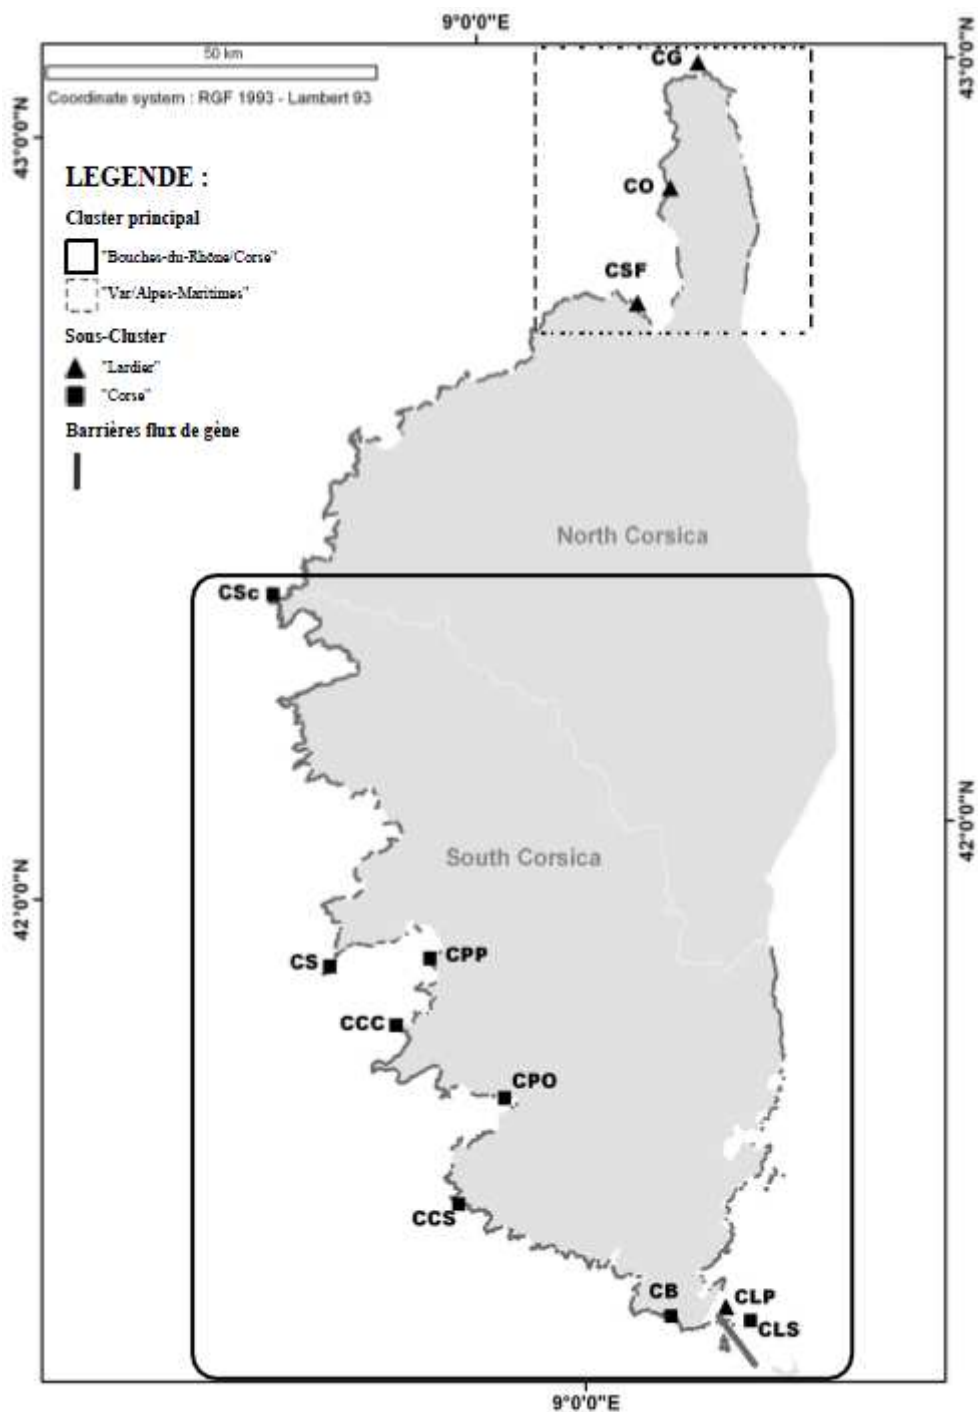 9°0'0"E
50 km
Coordinate system : RGF 1993 - Lambert 93
43°0'0"N
43°0'0"N
LEGENDE :
Cluster principal
"Bouches-du-Rhône/Corse"
"Var/Alpes-Maritimes"
Sous-Cluster
"Lardier"
"Corse"
Barrières flux de gène
CG
CO
CSF
North Corsica
CSc
South Corsica
42°0'0"N
42°0'0"N
CS
CPP
CCC
CPO
CCS
CB
CLP
CLS
A
9°0'0"E